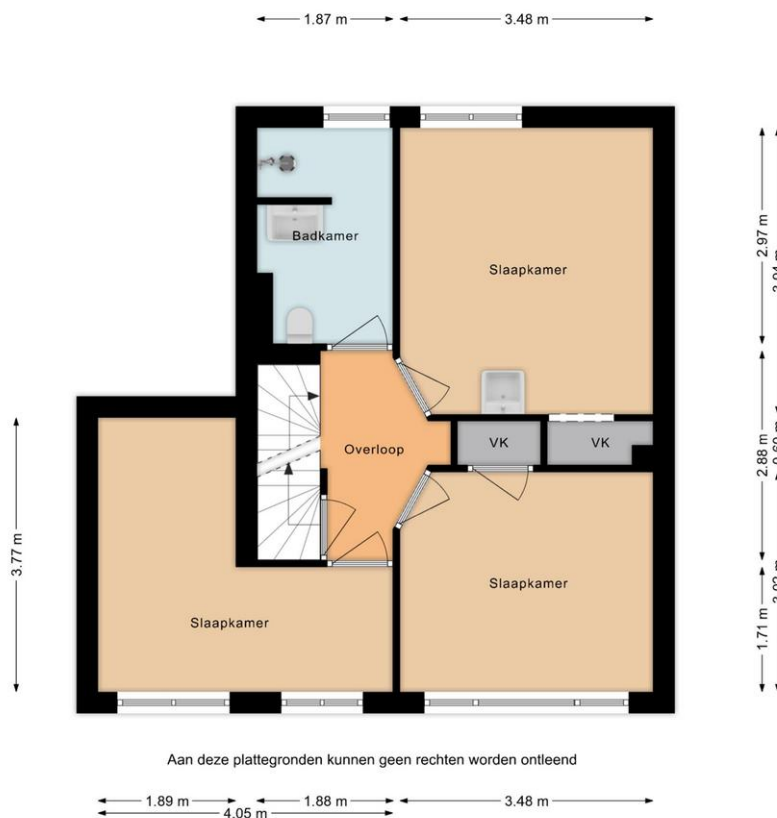 1.87 m
3.48 m
Badkamer
Slaapkamer
2.97 m
Overloop
VK
VK
2.88 m
3.77 m
Slaapkamer
Slaapkamer
1.71 m
Aan deze plattegronden kunnen geen rechten worden ontleend
1.89 m
1.88 m
3.48 m
4.05 m